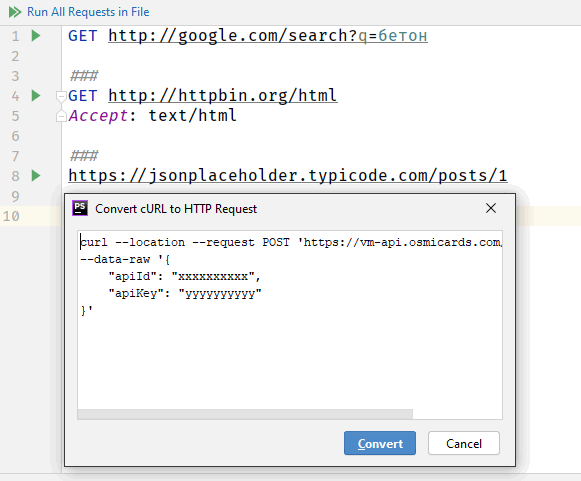 Run All Requests in File
1 GET http://google.com/search?q=бетон
2
3 ###
4 GET http://httpbin.org/html
5 Accept: text/html
6
7 ###
8 https://jsonplaceholder.typicode.com/posts/1
9
10
PS Convert cURL to HTTP Request
curl --location --request POST 'https://vm-api.osmicards.com/
--data-raw '{
"apiId": "xxxxxxxxxx",
"apiKey": "yyyyyyyyyy"
}'
Convert Cancel